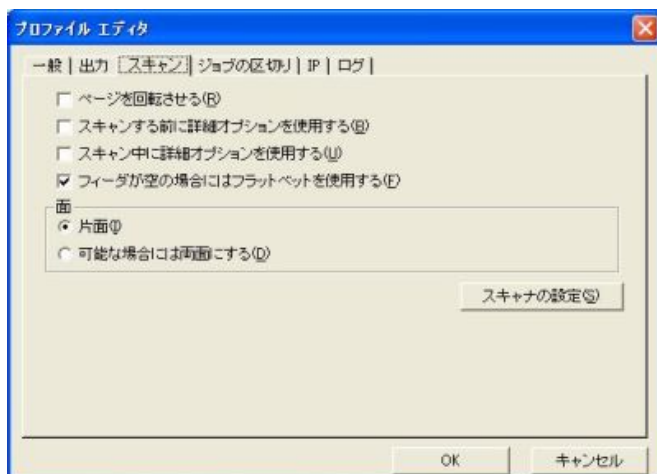 プロファイル エディタ
一般 | 出力 | スキャン | ジョブの区切り | IP | ログ |
ページを回転させる(R)
スキャンする前に詳細オプションを使用する(B)
スキャン中に詳細オプションを使用する(U)
フィーダが空の場合にはフラットベットを使用する(F)
面
片面(I)
可能な場合には両面にする(D)
スキャナの設定(S)
OK キャンセル